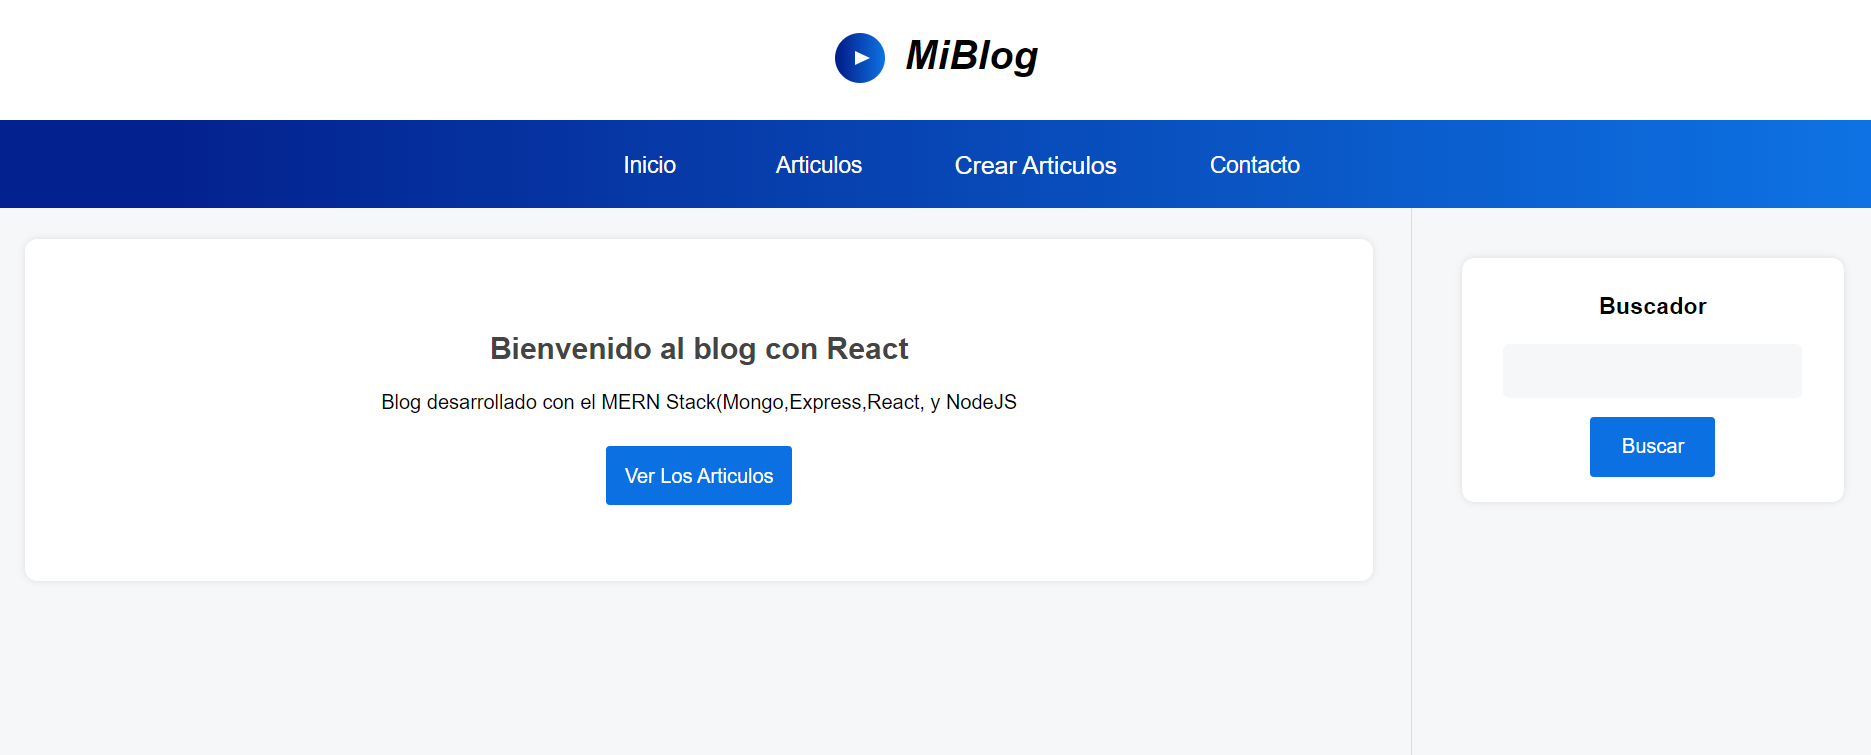 MiBlog
Inicio Articulos Crear Articulos Contacto
Bienvenido al blog con React
Blog desarrollado con el MERN Stack(Mongo,Express,React, y NodeJS
Ver Los Articulos
Buscador
Buscar